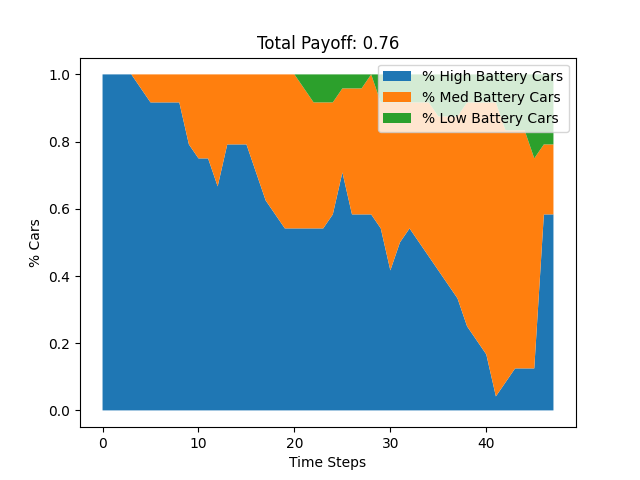 Total Payoff: 0.76
% High Battery Cars
% Med Battery Cars
% Low Battery Cars
1.0
0.8
0.6
0.4
0.2
0.0
% Cars
0 10 20 30 40
Time Steps